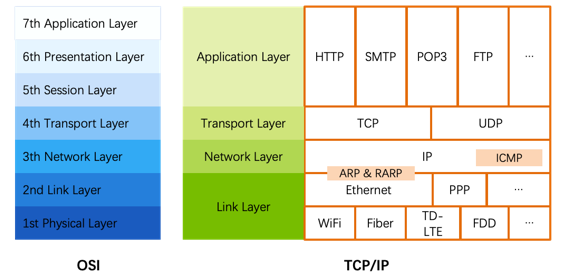 7th Application Layer
6th Presentation Layer
5th Session Layer
4th Transport Layer
3th Network Layer
2nd Link Layer
1st Physical Layer
OSI
Application Layer
HTTP
SMTP
POP3
FTP
...
Transport Layer
TCP
UDP
Network Layer
IP
ICMP
ARP & RARP
Link Layer
Ethernet
PPP
...
WiFi
Fiber
TD-
LTE
FDD
...
TCP/IP